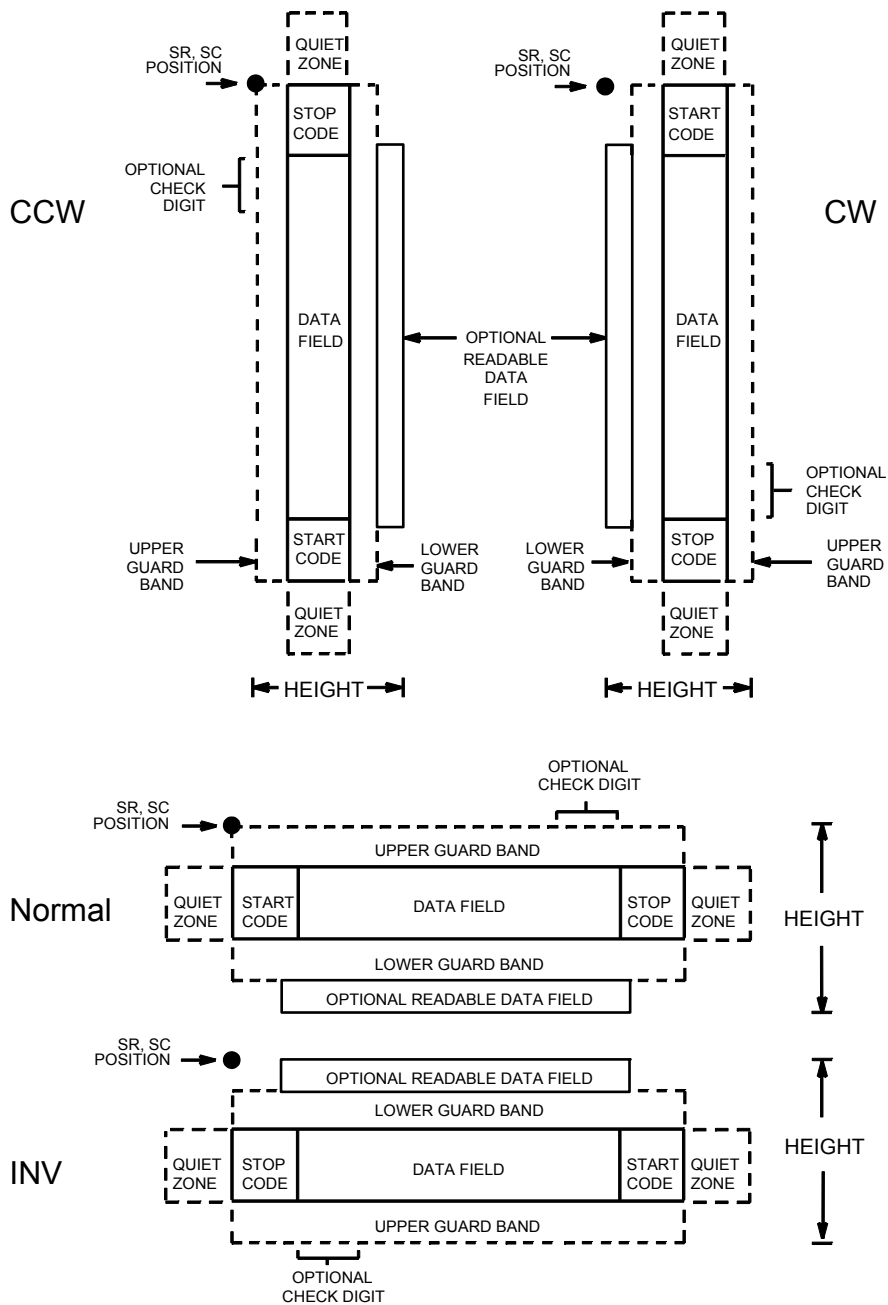 QUIET
ZONE
SR, SC
POSITION
STOP
CODE
OPTIONAL
CHECK
DIGIT
CCW
DATA
FIELD
START
CODE
UPPER
GUARD
BAND
LOWER
GUARD
BAND
QUIET
ZONE
HEIGHT
OPTIONAL
READABLE
DATA
FIELD
QUIET
ZONE
SR, SC
POSITION
START
CODE
CW
DATA
FIELD
OPTIONAL
CHECK
DIGIT
STOP
CODE
LOWER
GUARD
BAND
UPPER
GUARD
BAND
QUIET
ZONE
HEIGHT
OPTIONAL
CHECK DIGIT
SR, SC
POSITION
UPPER GUARD BAND
Normal
QUIET
ZONE
START
CODE
DATA FIELD
STOP
CODE
QUIET
ZONE
HEIGHT
LOWER GUARD BAND
OPTIONAL READABLE DATA FIELD
SR, SC
POSITION
OPTIONAL READABLE DATA FIELD
LOWER GUARD BAND
INV
QUIET
ZONE
STOP
CODE
DATA FIELD
START
CODE
QUIET
ZONE
HEIGHT
UPPER GUARD BAND
OPTIONAL
CHECK DIGIT